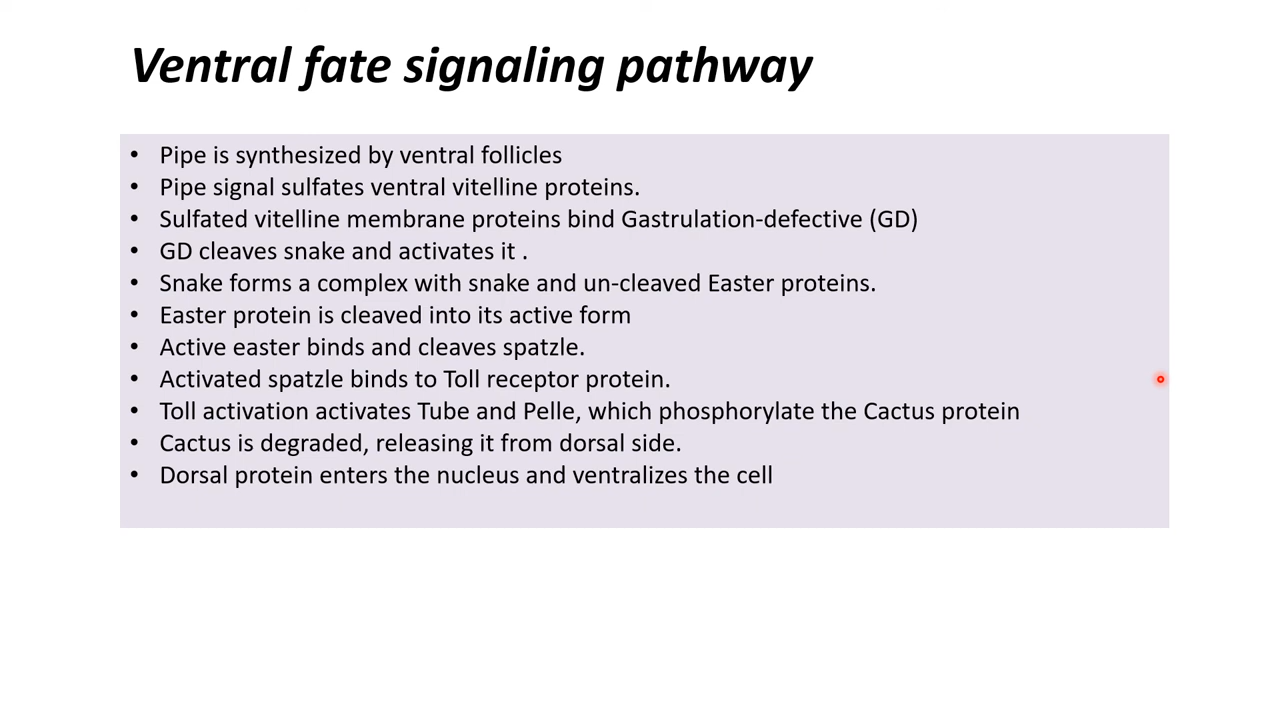 Ventral fate signaling pathway
• Pipe is synthesized by ventral follicles
• Pipe signal sulfates ventral vitelline proteins.
• Sulfated vitelline membrane proteins bind Gastrulation-defective (GD)
• GD cleaves snake and activates it .
• Snake forms a complex with snake and un-cleaved Easter proteins.
• Easter protein is cleaved into its active form
• Active easter binds and cleaves spatzle.
• Activated spatzle binds to Toll receptor protein.
• Toll activation activates Tube and Pelle, which phosphorylate the Cactus protein
• Cactus is degraded, releasing it from dorsal side.
• Dorsal protein enters the nucleus and ventralizes the cell